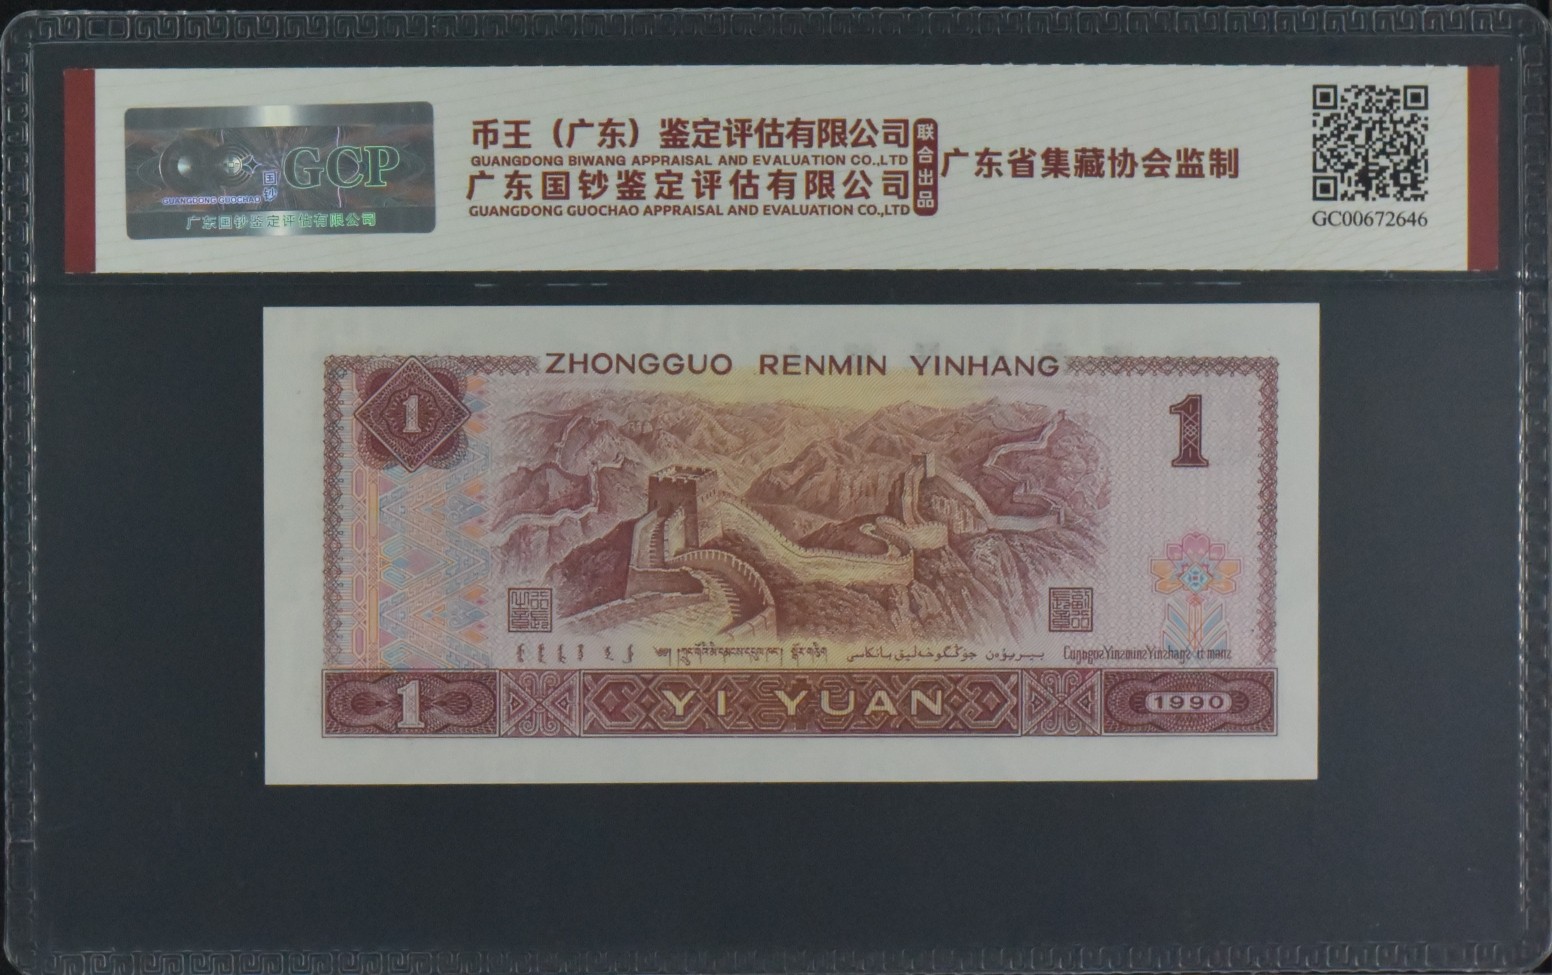 GCP
国钞
GUANGDONG GUOCHAO
广东国钞鉴定评估有限公司
币王（广东）鉴定评估有限公司
GUANGDONG BIWANG APPRAISAL AND EVALUATION CO.,LTD
广东国钞鉴定评估有限公司
GUANGDONG GUOCHAO APPRAISAL AND EVALUATION CO.,LTD
联合出品
广东省集藏协会监制
GC00672646
ZHONGGUO RENMIN YINHANG
1
1
1
YI YUAN
1990